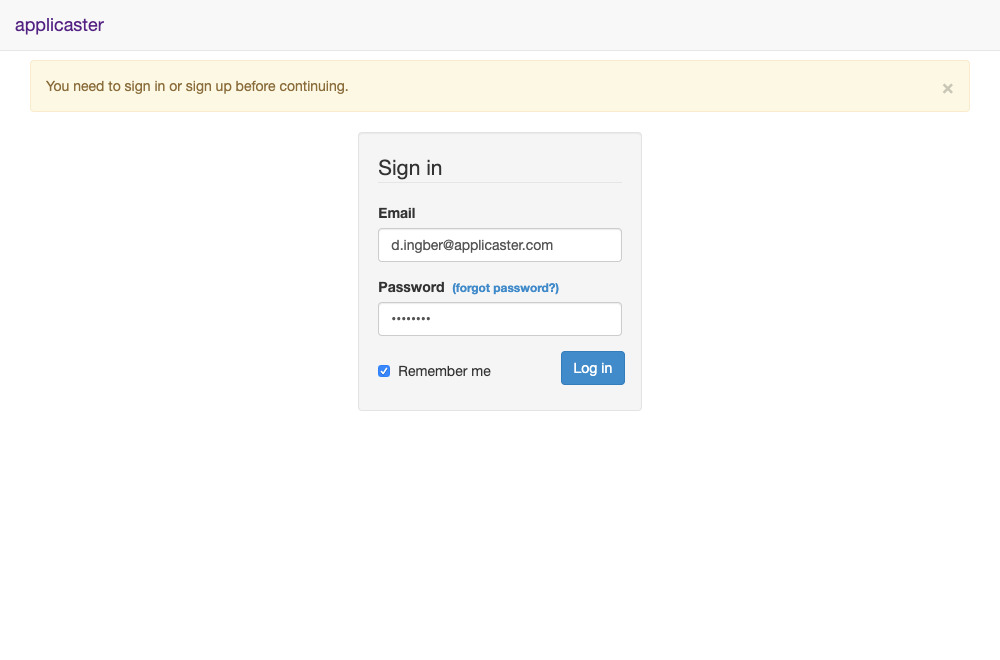 applicaster
You need to sign in or sign up before continuing.
×
Sign in
Email
d.ingber@applicaster.com
Password (forgot password?)
••••••••
Remember me
Log in